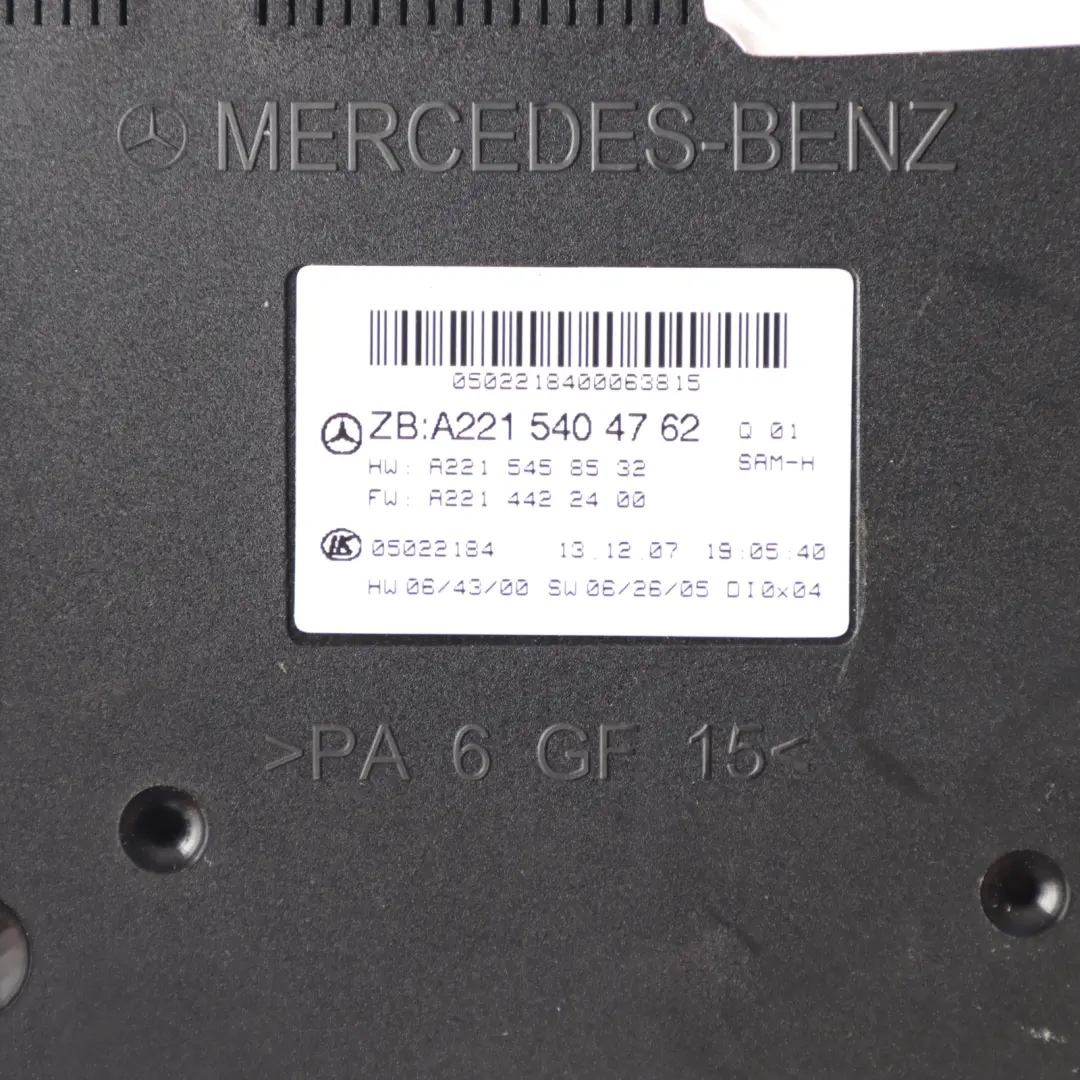 MERCEDES-BENZ
0502218400063815
ZB:A221 540 47 62 Q 01
HW: A221 545 85 32 SAM-H
FW: A221 442 24 00
LK 05022184 13.12.07 19:05:40
HW 06/43/00 SW 06/26/05 DI0x04
>PA 6 GF 15<